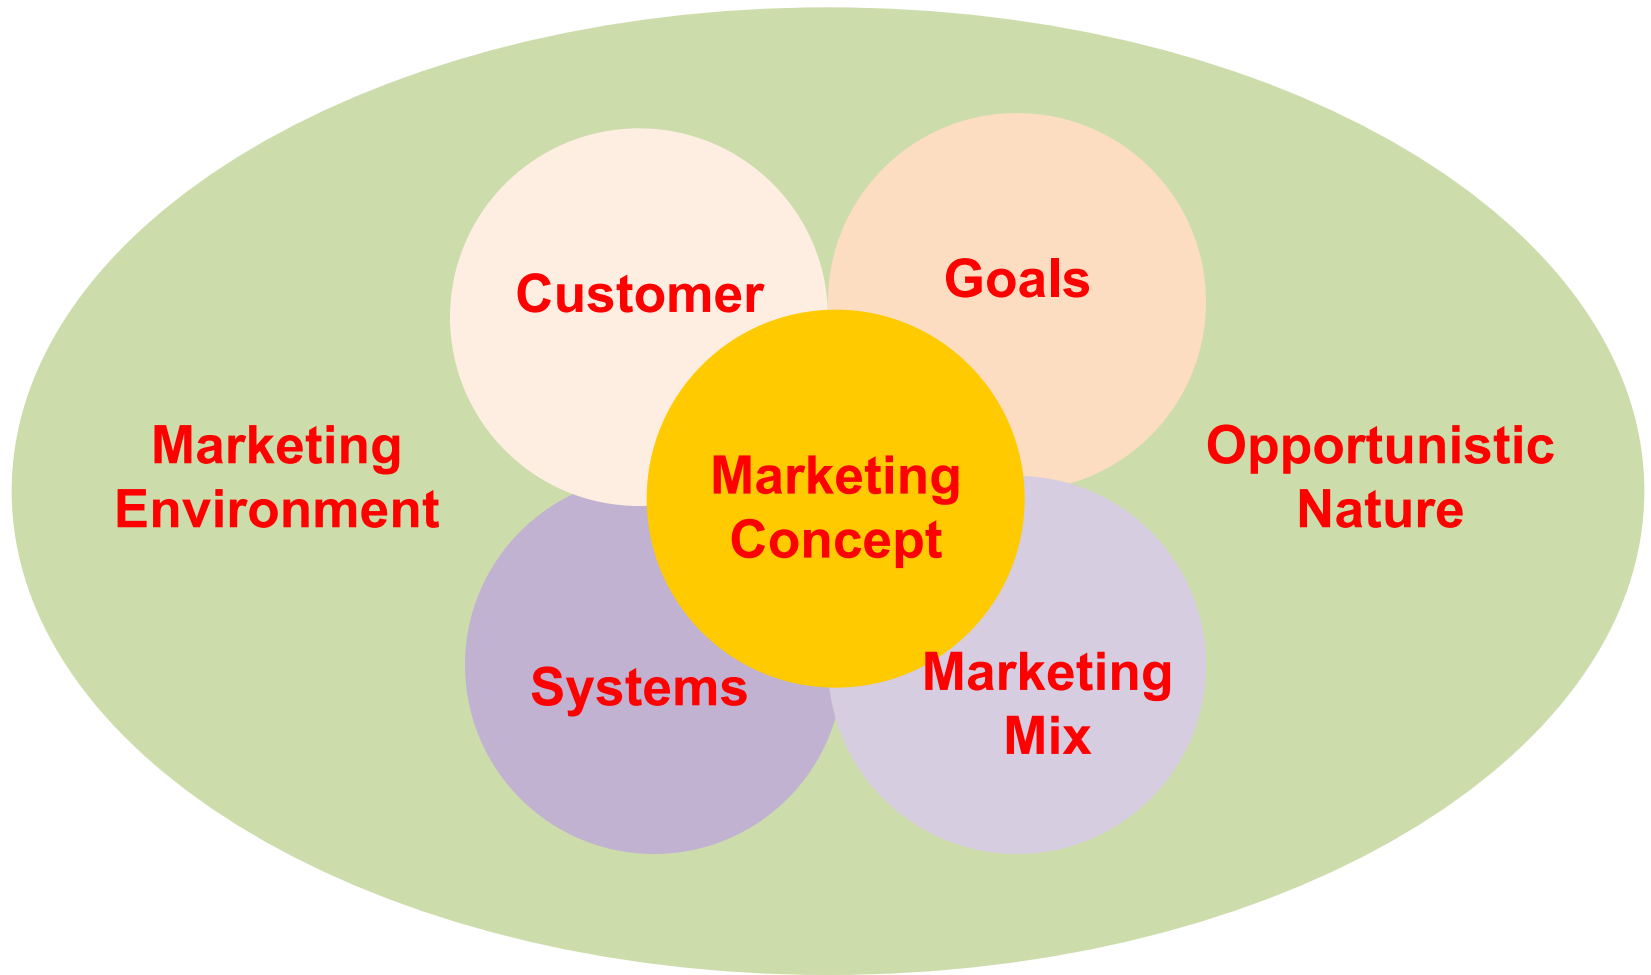 Customer
Goals
Marketing
Environment
Marketing
Concept
Opportunistic
Nature
Systems
Marketing
Mix